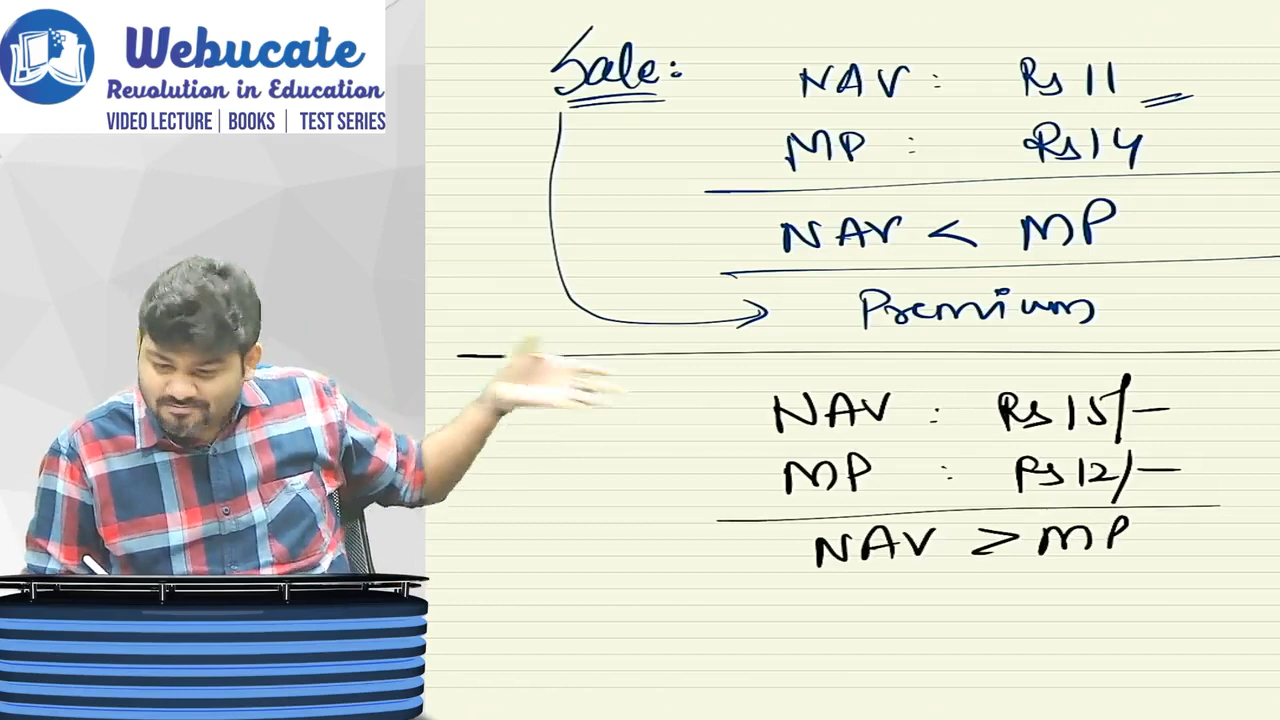 Webucate
Revolution in Education
VIDEO LECTURE | BOOKS | TEST SERIES
Sale:
NAV : Rs 11
MP : Rs 14
NAV < MP
Premium
NAV : Rs 15/-
MP : Rs 12/-
NAV > MP